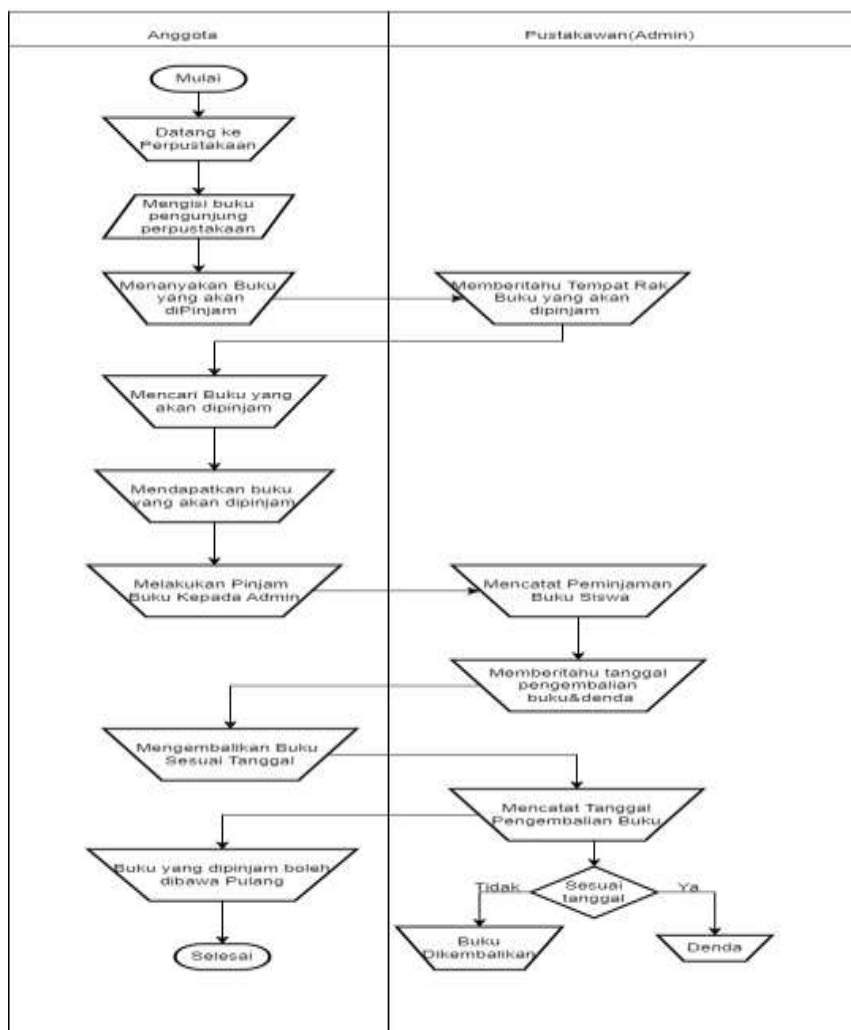 Anggota
Pustakawan(Admin)
Mulai
Datang ke
Perpustakaan
Mengisi buku
pengunjung
perpustakaan
Menanyakan Buku
yang akan
diPinjam
Memberitahu Tempat Rak
Buku yang akan
dipinjam
Mencari Buku yang
akan dipinjam
Mendapatkan buku
yang akan dipinjam
Melakukan Pinjam
Buku Kepada Admin
Mencatat Peminjaman
Buku Siswa
Memberitahu tanggal
pengembalian
buku&denda
Mengembalikan Buku
Sesuai Tanggal
Mencatat Tanggal
Pengembalian Buku
Buku yang dipinjam boleh
dibawa Pulang
Sesuai
tanggal
Tidak
Ya
Buku
Dikembalikan
Denda
Selesai